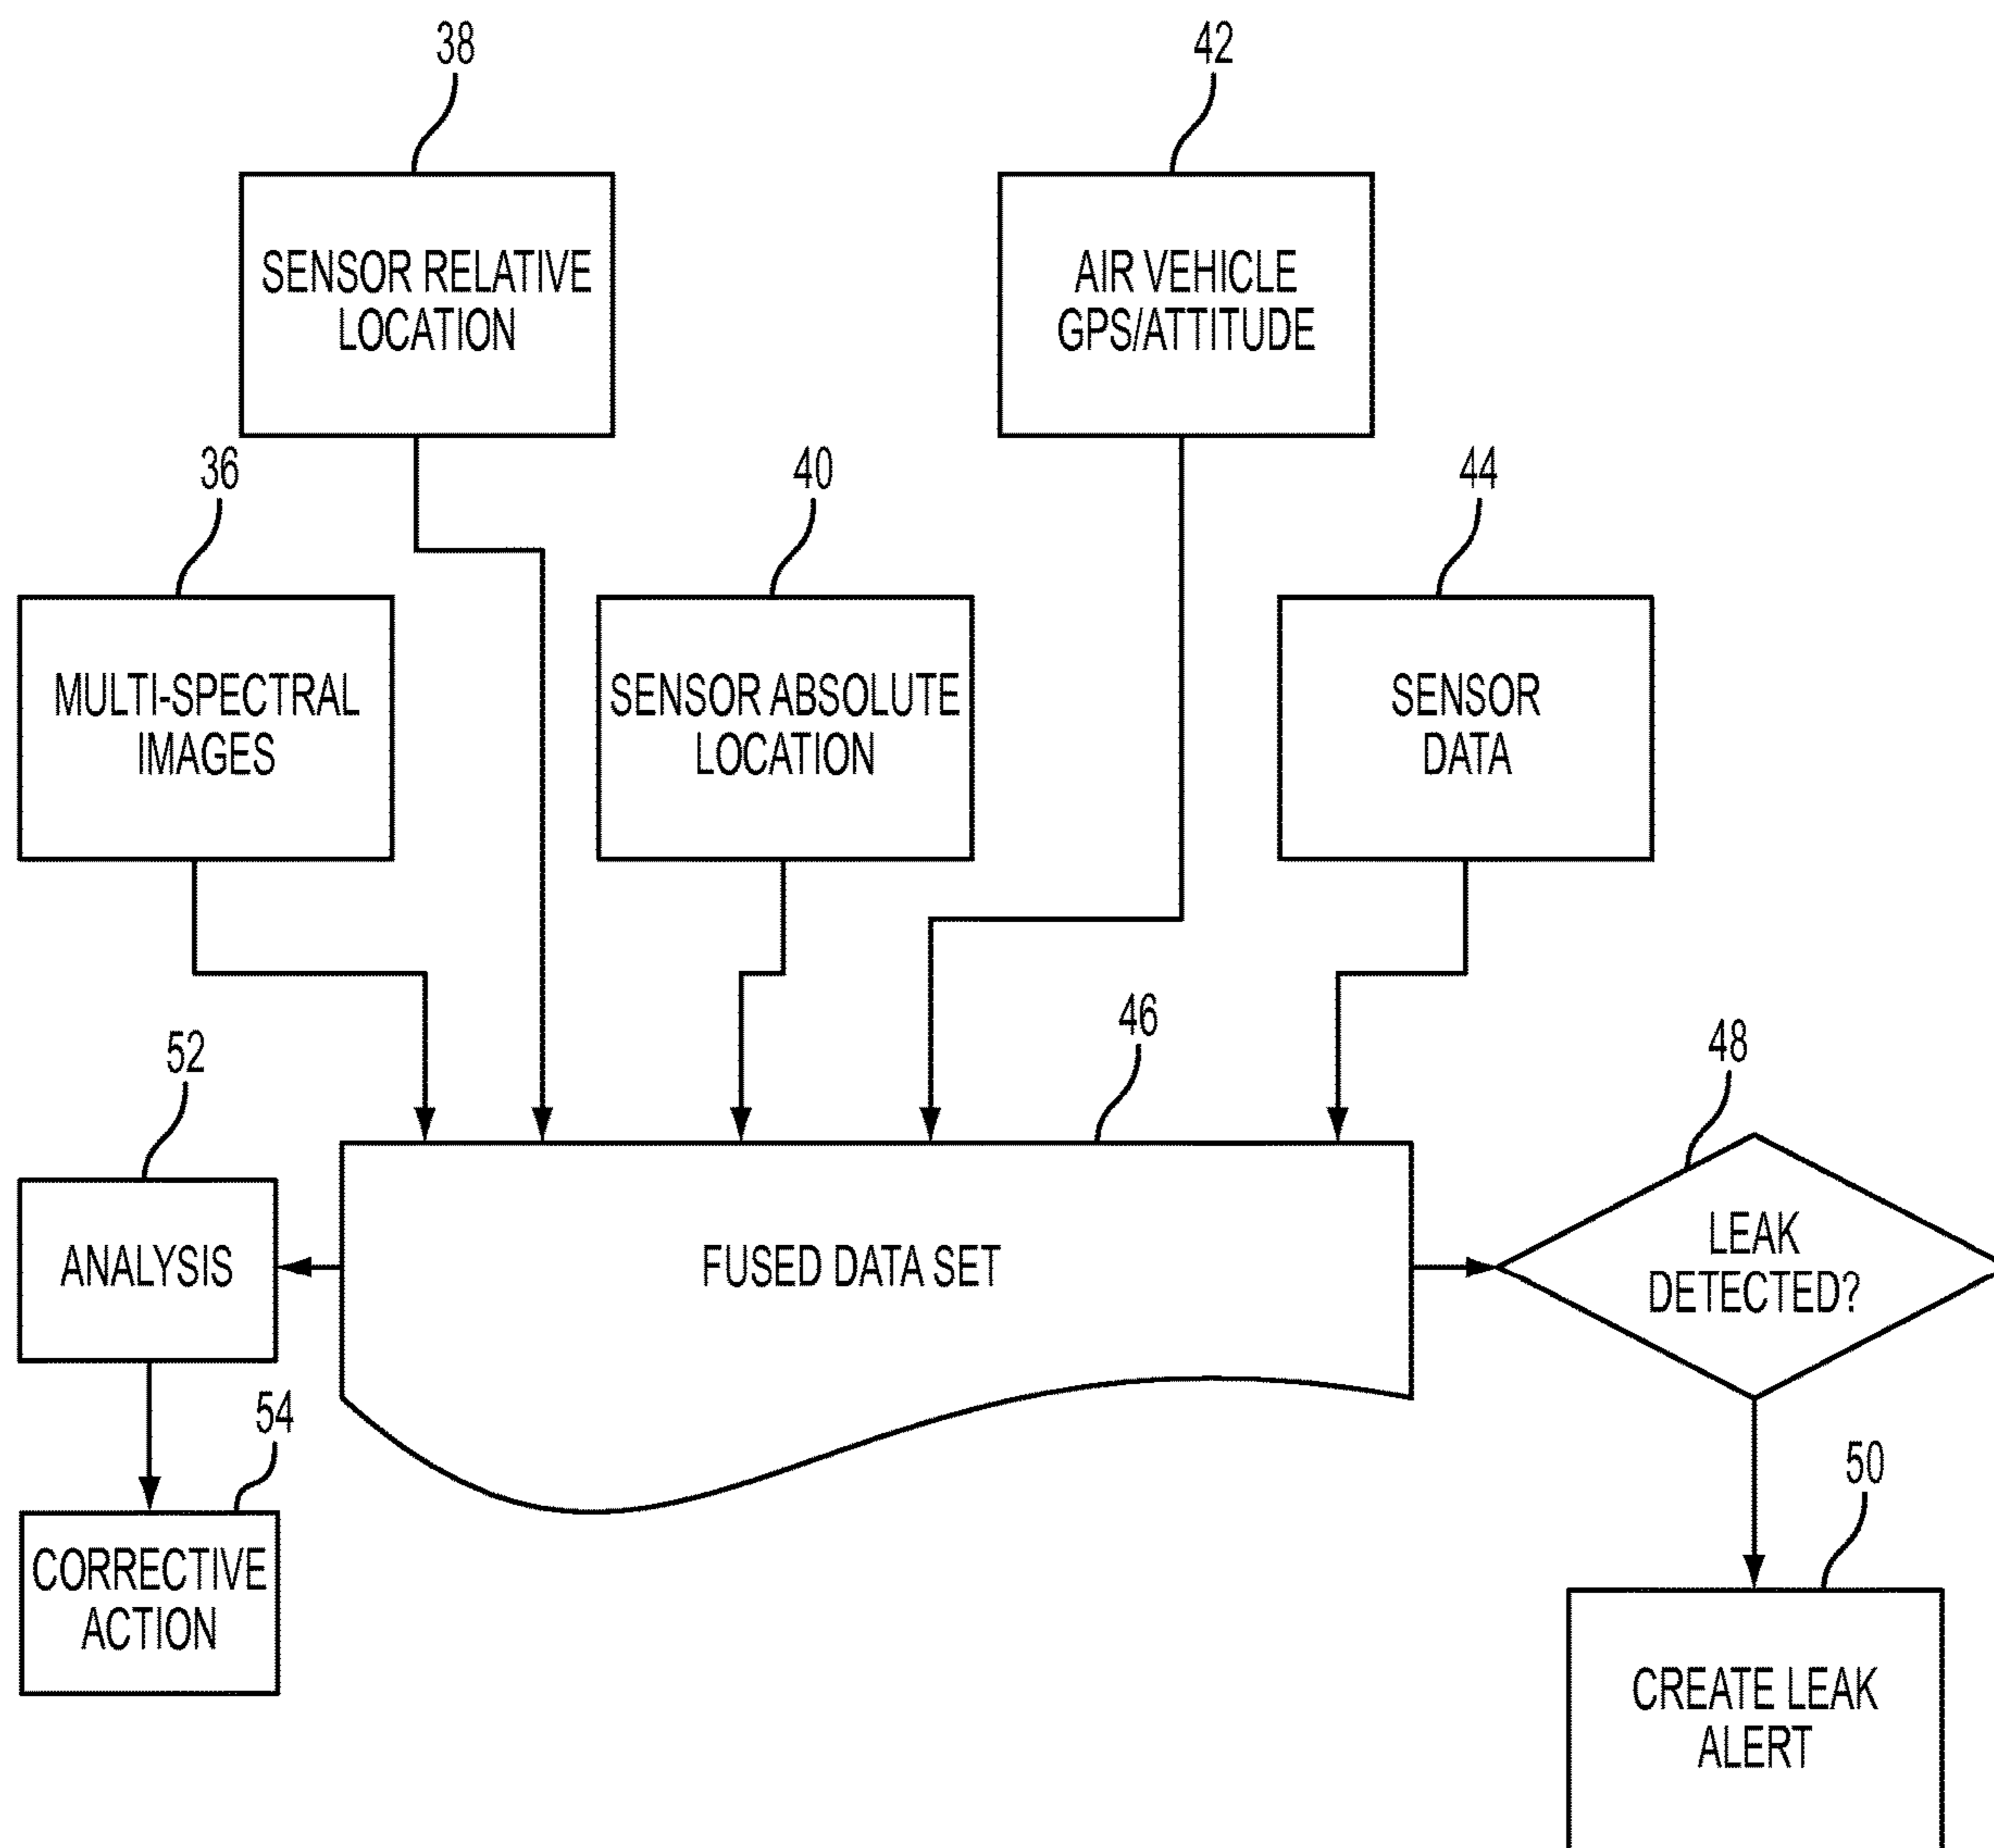 38
42
SENSOR RELATIVE
LOCATION
AIR VEHICLE
GPS/ATTITUDE
36
40
44
MULTI-SPECTRAL
IMAGES
SENSOR ABSOLUTE
LOCATION
SENSOR
DATA
46
48
52
ANALYSIS
FUSED DATA SET
LEAK
DETECTED?
54
50
CORRECTIVE
ACTION
CREATE LEAK
ALERT